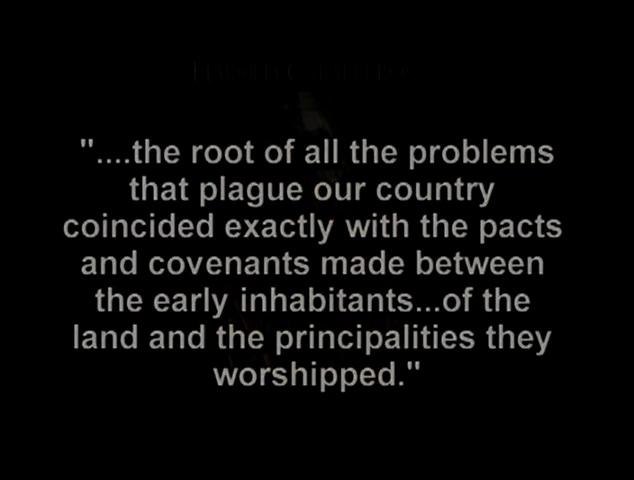 "....the root of all the problems
that plague our country
coincided exactly with the pacts
and covenants made between
the early inhabitants...of the
land and the principalities they
worshipped."